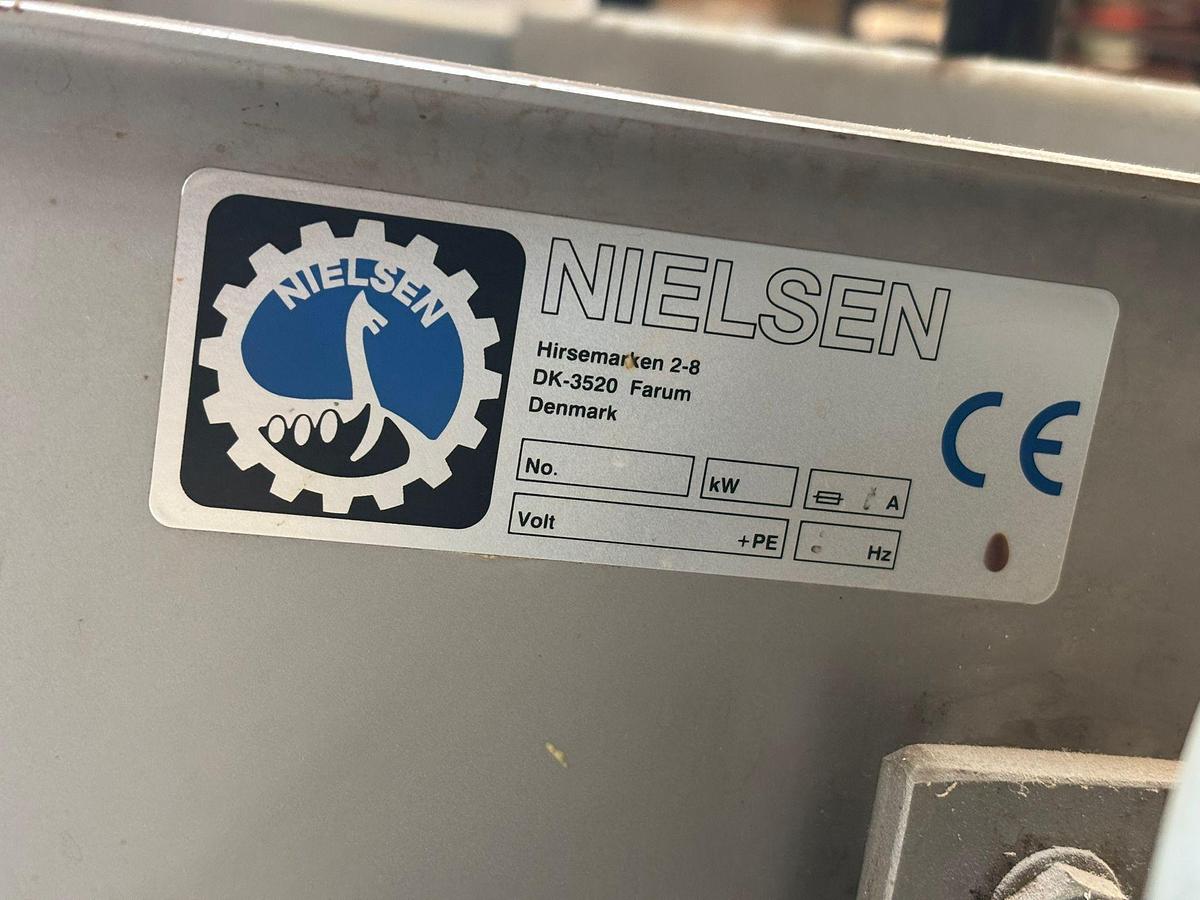 NIELSEN
NIELSEN
Hirsemarken 2-8
DK-3520 Farum
Denmark
No.
kW
A
Volt
+PE
Hz
CE